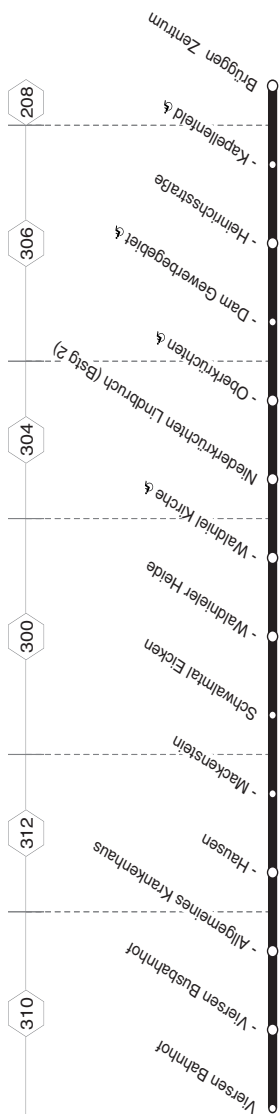 208
306
304
300
312
310
Brüggen Zentrum
- Kapellenfeld
- Heinrichsstraße
- Dam Gewerbegebiet
- Oberkrüchten
Niederkrüchten Lindbruch (Bstg 2)
- Waldniel Kirche
- Waldnieler Heide
Schwalmtal Eicken
- Mackenstein
- Hausen
- Allgemeines Krankenhaus
- Viersen Busbahnhof
Viersen Bahnhof